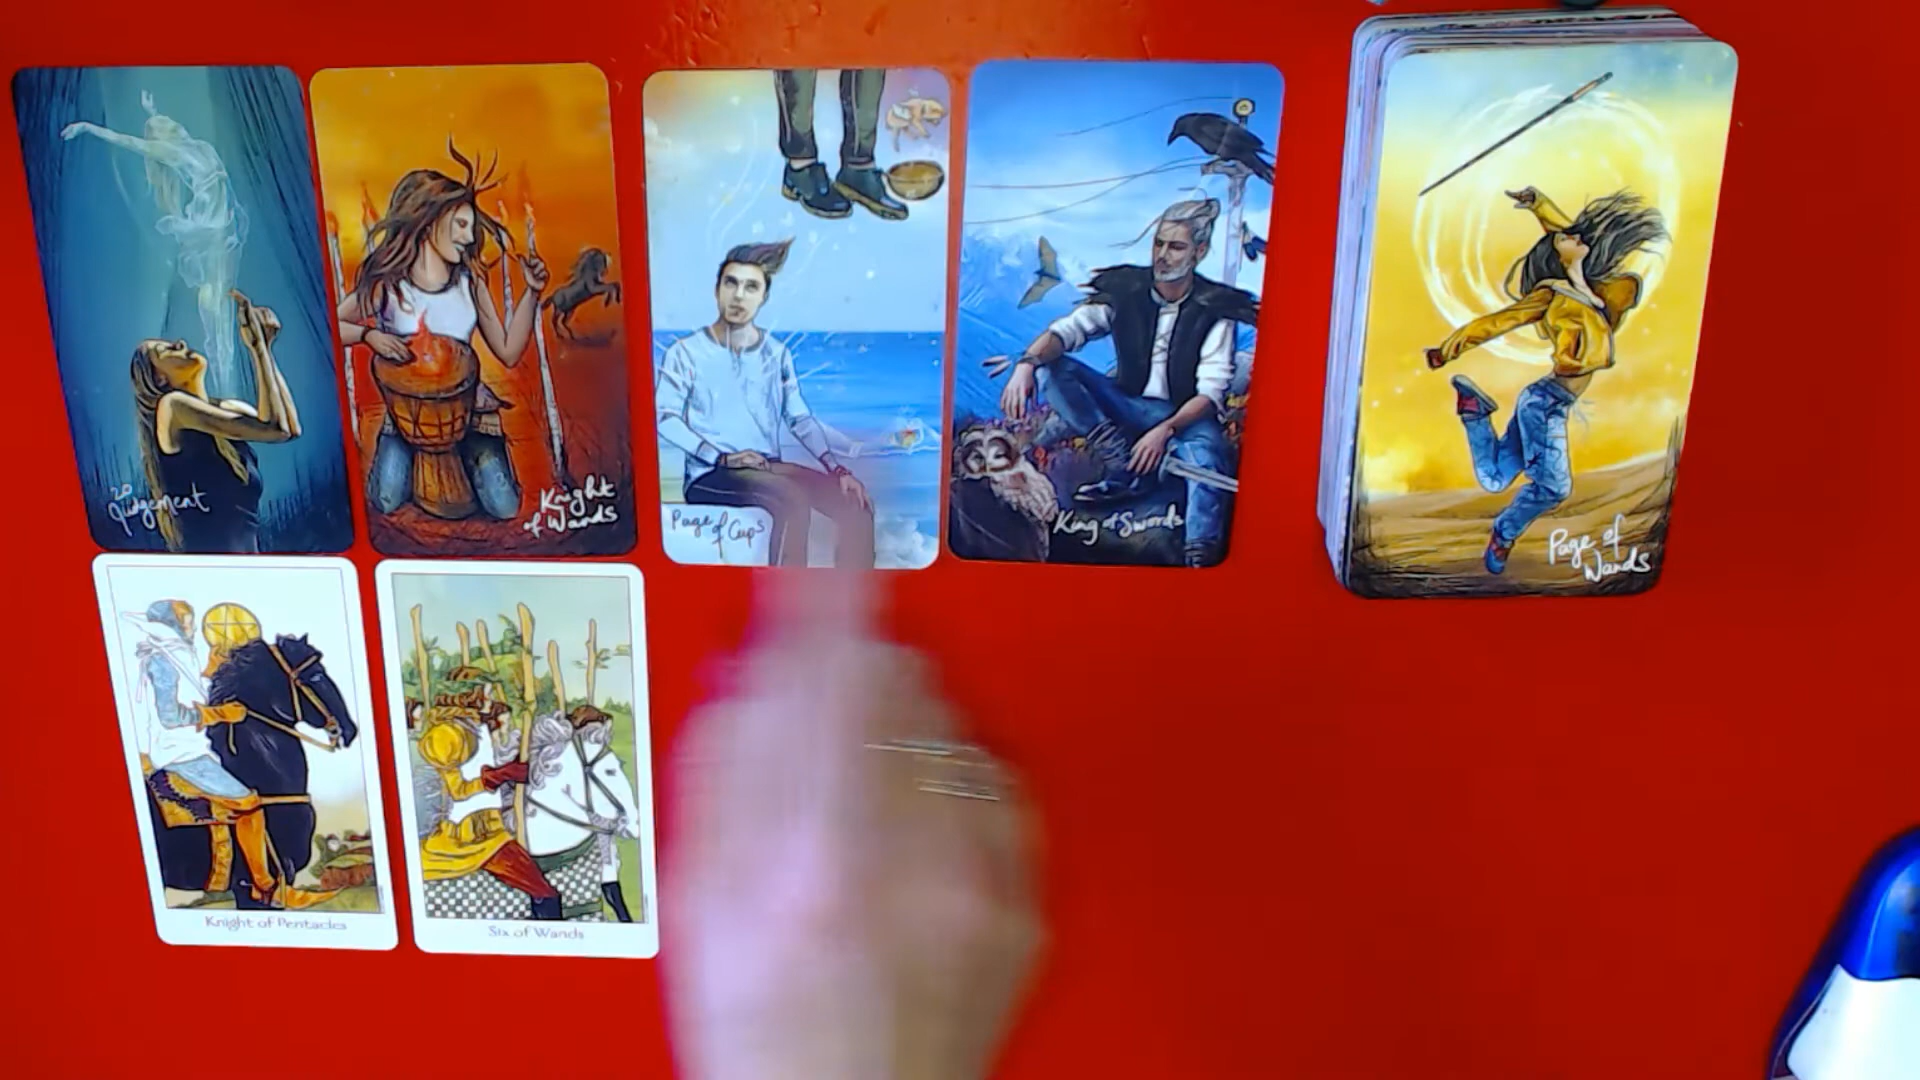 20
Judgement
Knight
of Wands
Page
of Cups
King of Swords
Page of
Wands
Knight of Pentacles
Six of Wands